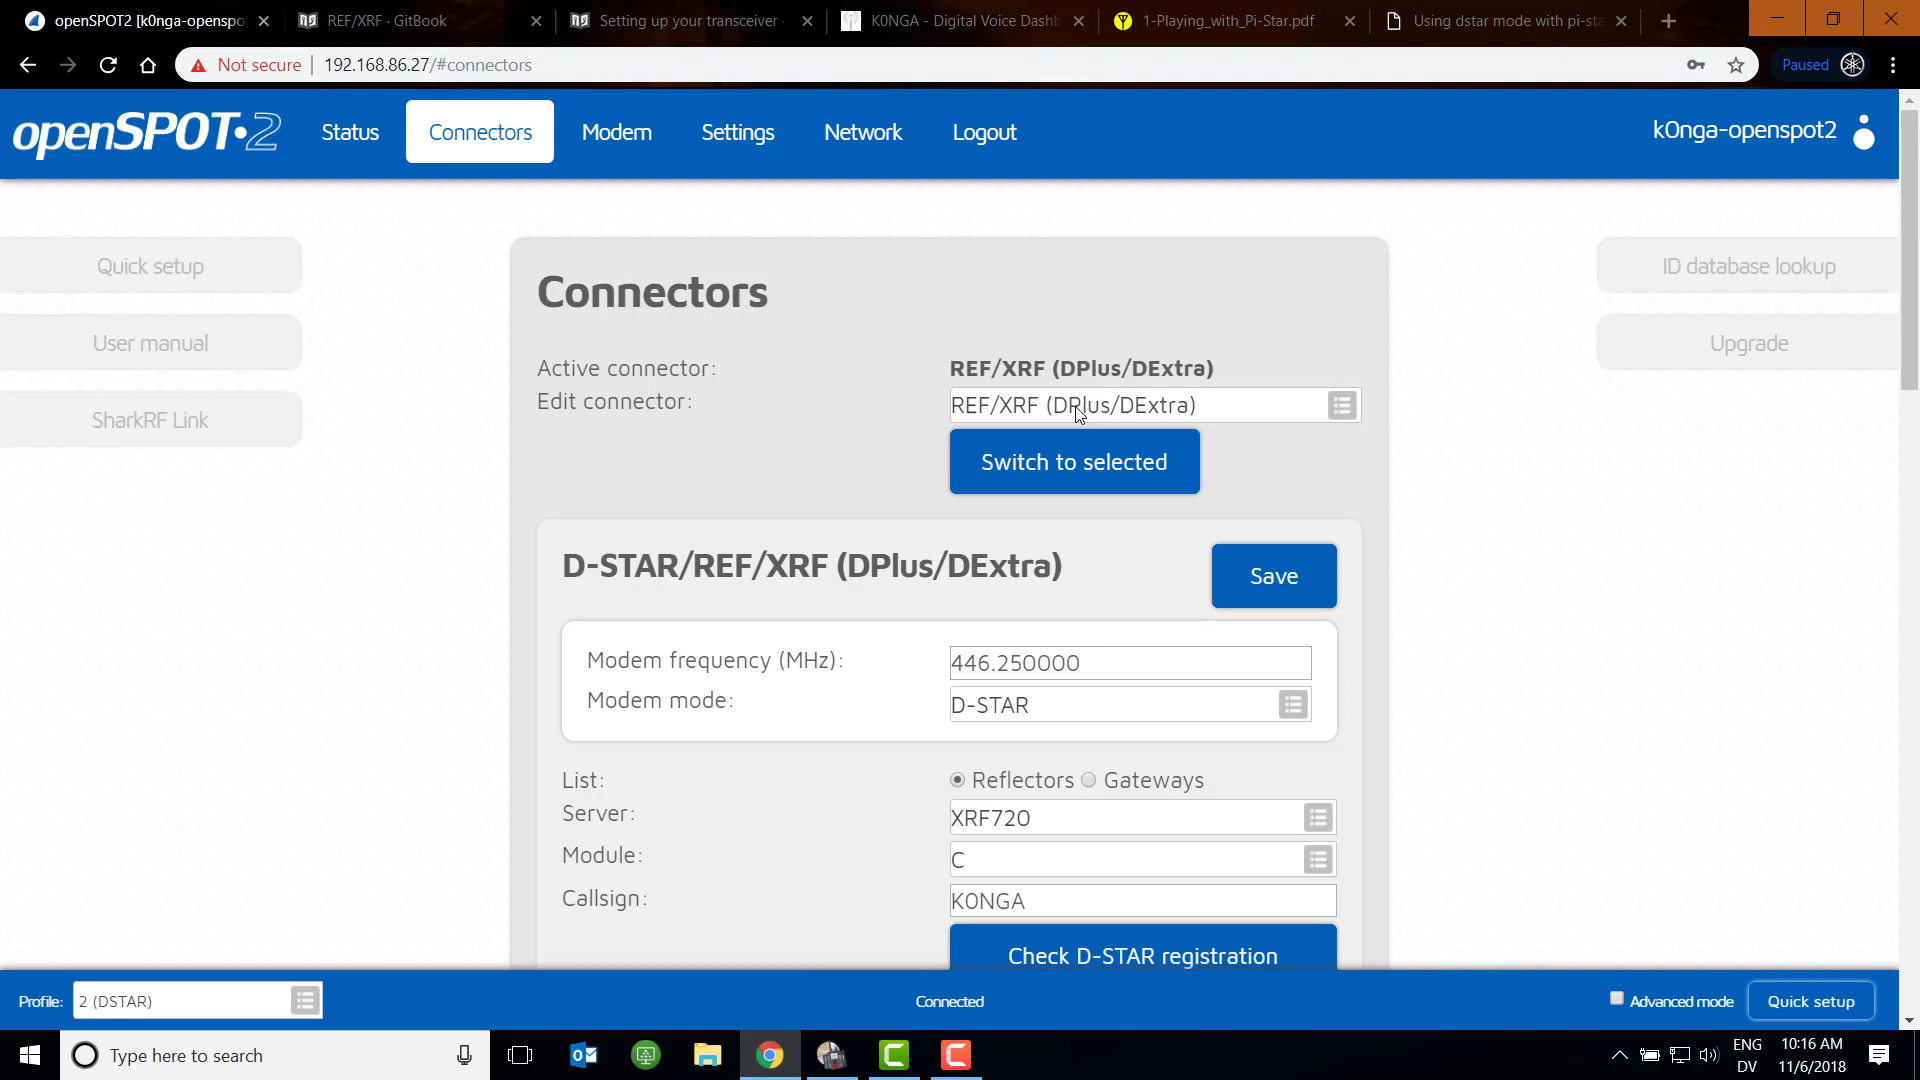 openSPOT2 [k0nga-openspo
REF/XRF · GitBook
Setting up your transceiver ·
K0NGA - Digital Voice Dashb
1-Playing_with_Pi-Star.pdf
Using dstar mode with pi-sta
Not secure
192.168.86.27/#connectors
Paused
openSPOT·2
Status
Connectors
Modem
Settings
Network
Logout
k0nga-openspot2
Quick setup
User manual
SharkRF Link
ID database lookup
Upgrade
Connectors
Active connector: REF/XRF (DPlus/DExtra)
Edit connector: REF/XRF (DPlus/DExtra)
Switch to selected
D-STAR/REF/XRF (DPlus/DExtra)
Save
Modem frequency (MHz): 446.250000
Modem mode: D-STAR
List: Reflectors Gateways
Server: XRF720
Module: C
Callsign: K0NGA
Check D-STAR registration
Profile: 2 (DSTAR)
Connected
Advanced mode
Quick setup
Type here to search
ENG
DV
10:16 AM
11/6/2018